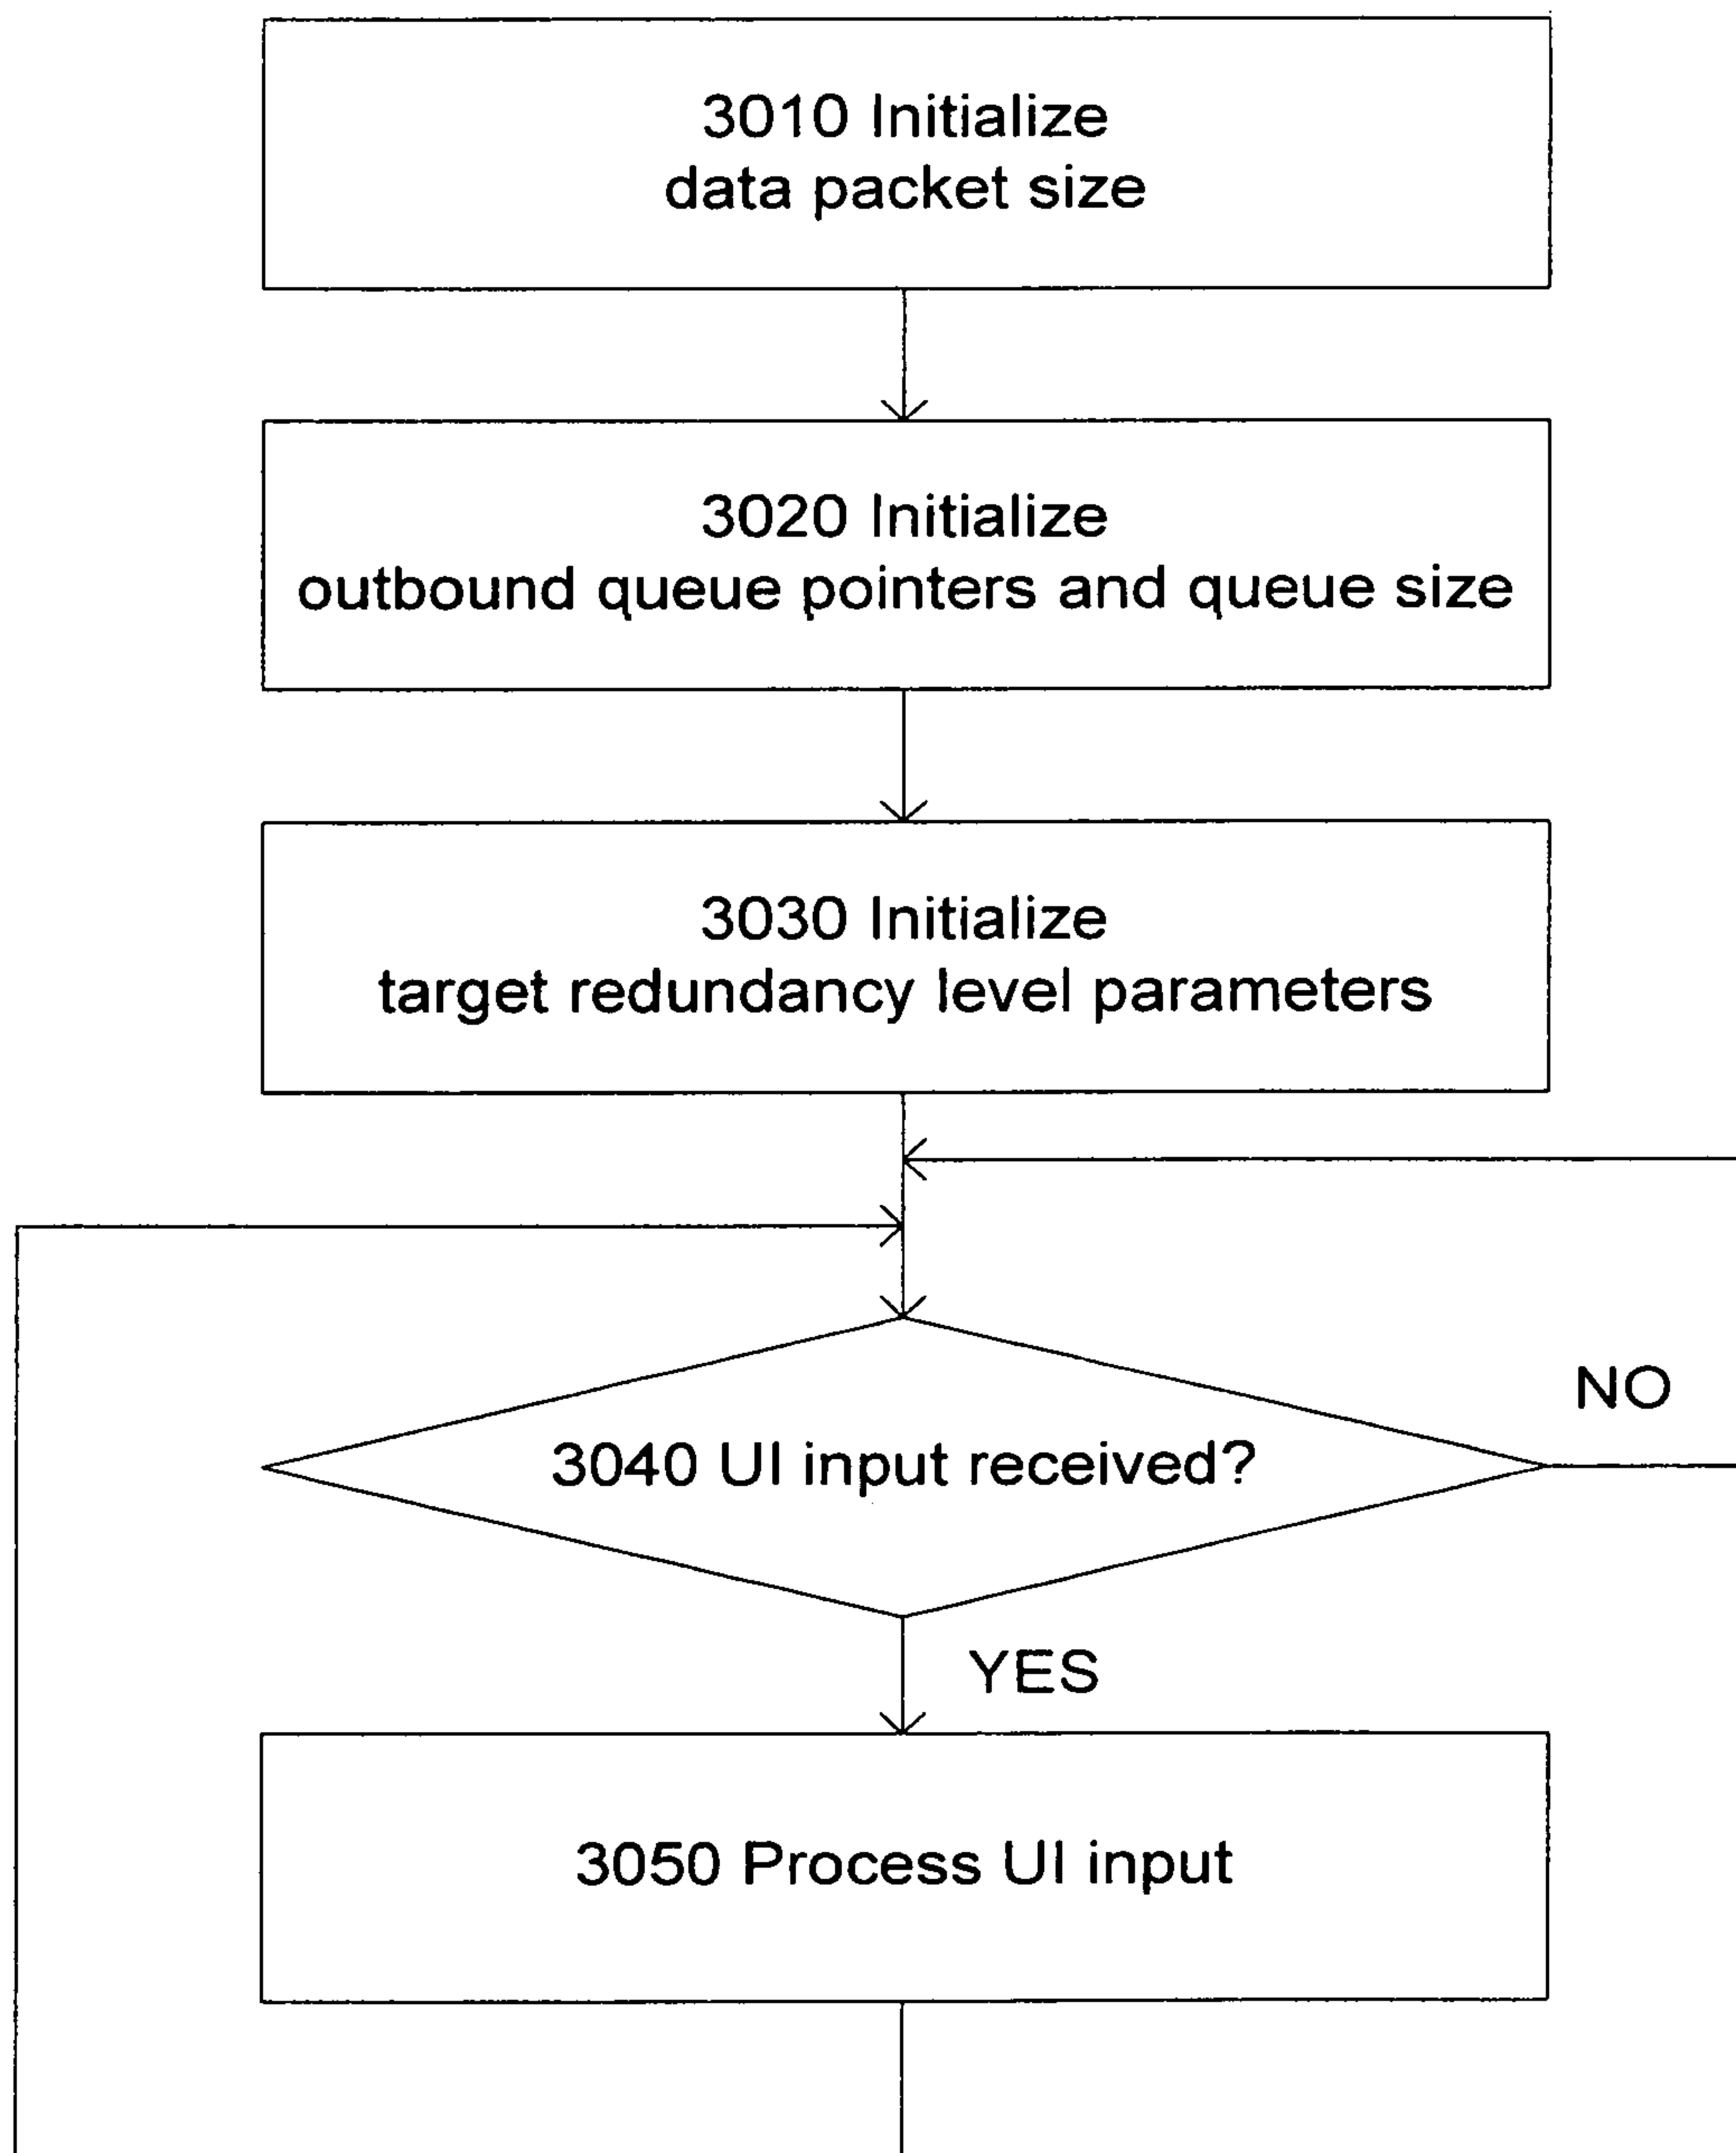 3010 Initialize
data packet size
3020 Initialize
outbound queue pointers and queue size
3030 Initialize
target redundancy level parameters
NO
3040 UI input received?
YES
3050 Process UI input